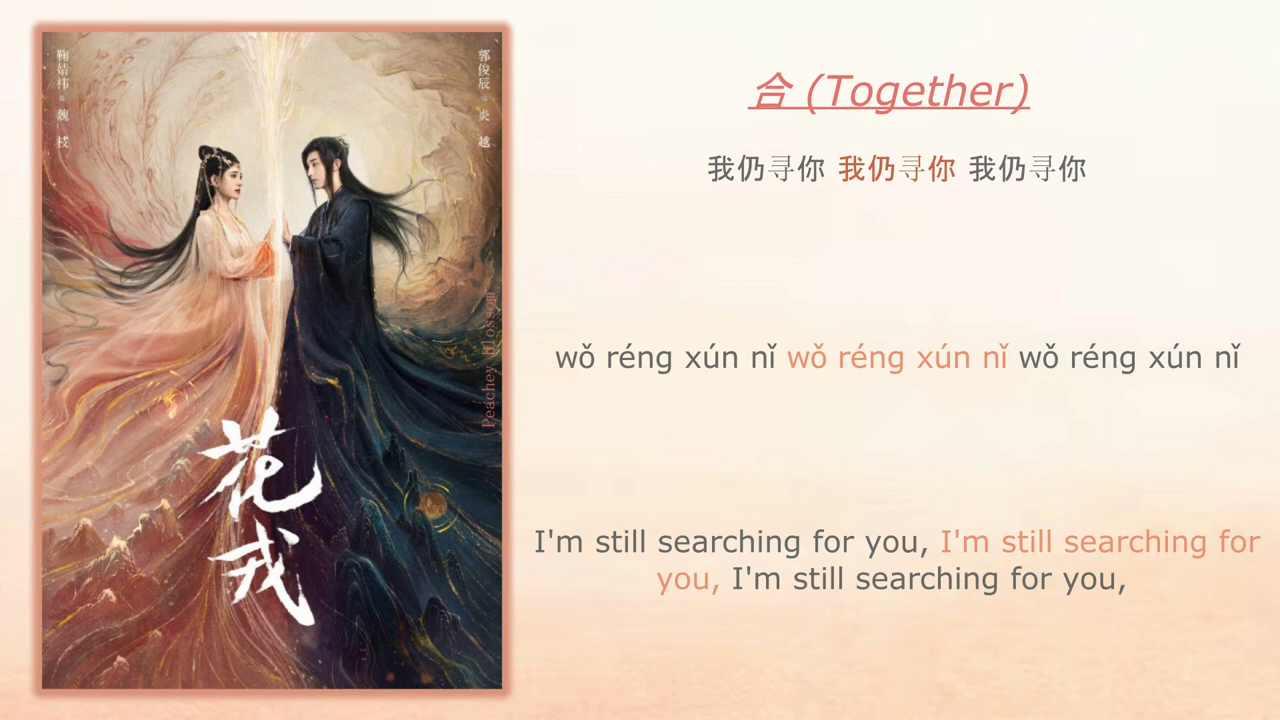 鞠婧祎 饰 魏 枝
郭俊辰 饰 炎 越
Peachey Blossom
花
戎
合 (Together)
我仍寻你 我仍寻你 我仍寻你
wǒ réng xún nǐ wǒ réng xún nǐ wǒ réng xún nǐ
I'm still searching for you, I'm still searching for
you, I'm still searching for you,